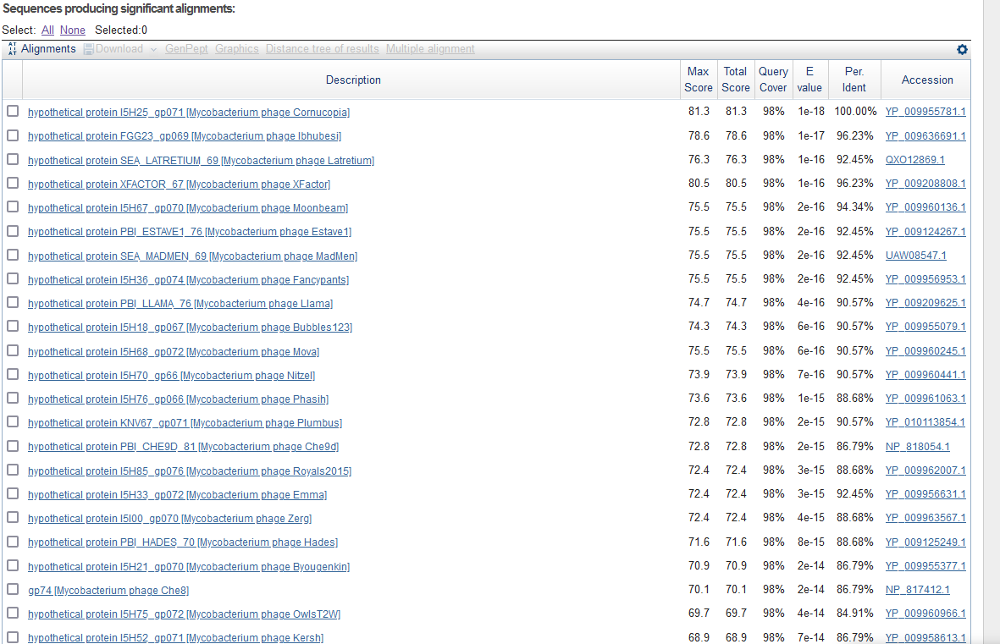 Sequences producing significant alignments:
Select: All None Selected:0
Alignments Download GenPept Graphics Distance tree of results Multiple alignment
Description Max Score Total Score Query Cover E value Per. Ident Accession
hypothetical protein I5H25_gp071 [Mycobacterium phage Cornucopia] 81.3 81.3 98% 1e-18 100.00% YP_009955781.1
hypothetical protein FGG23_gp069 [Mycobacterium phage Ibhubesi] 78.6 78.6 98% 1e-17 96.23% YP_009636691.1
hypothetical protein SEA_LATRETIUM_69 [Mycobacterium phage Latretium] 76.3 76.3 98% 1e-16 92.45% QXO12869.1
hypothetical protein XFACTOR_67 [Mycobacterium phage XFactor] 80.5 80.5 98% 1e-16 96.23% YP_009208808.1
hypothetical protein I5H67_gp070 [Mycobacterium phage Moonbeam] 75.5 75.5 98% 2e-16 94.34% YP_009960136.1
hypothetical protein PBI_ESTAVE1_76 [Mycobacterium phage Estave1] 75.5 75.5 98% 2e-16 92.45% YP_009124267.1
hypothetical protein SEA_MADMEN_69 [Mycobacterium phage MadMen] 75.5 75.5 98% 2e-16 92.45% UAW08547.1
hypothetical protein I5H36_gp074 [Mycobacterium phage Fancypants] 75.5 75.5 98% 2e-16 92.45% YP_009956953.1
hypothetical protein PBI_LLAMA_76 [Mycobacterium phage Llama] 74.7 74.7 98% 4e-16 90.57% YP_009209625.1
hypothetical protein I5H18_gp067 [Mycobacterium phage Bubbles123] 74.3 74.3 98% 6e-16 90.57% YP_009955079.1
hypothetical protein I5H68_gp072 [Mycobacterium phage Mova] 75.5 75.5 98% 6e-16 90.57% YP_009960245.1
hypothetical protein I5H70_gp66 [Mycobacterium phage Nitzel] 73.9 73.9 98% 7e-16 90.57% YP_009960441.1
hypothetical protein I5H76_gp066 [Mycobacterium phage Phasih] 73.6 73.6 98% 1e-15 88.68% YP_009961063.1
hypothetical protein KNV67_gp071 [Mycobacterium phage Plumbus] 72.8 72.8 98% 2e-15 90.57% YP_010113854.1
hypothetical protein PBI_CHE9D_81 [Mycobacterium phage Che9d] 72.8 72.8 98% 2e-15 86.79% NP_818054.1
hypothetical protein I5H85_gp076 [Mycobacterium phage Royals2015] 72.4 72.4 98% 3e-15 88.68% YP_009962007.1
hypothetical protein I5H33_gp072 [Mycobacterium phage Emma] 72.4 72.4 98% 3e-15 92.45% YP_009956631.1
hypothetical protein I5I00_gp070 [Mycobacterium phage Zerg] 72.4 72.4 98% 4e-15 88.68% YP_009963567.1
hypothetical protein PBI_HADES_70 [Mycobacterium phage Hades] 71.6 71.6 98% 8e-15 88.68% YP_009125249.1
hypothetical protein I5H21_gp070 [Mycobacterium phage Byougenkin] 70.9 70.9 98% 2e-14 86.79% YP_009955377.1
gp74 [Mycobacterium phage Che8] 70.1 70.1 98% 2e-14 86.79% NP_817412.1
hypothetical protein I5H75_gp072 [Mycobacterium phage OwlsT2W] 69.7 69.7 98% 4e-14 84.91% YP_009960966.1
hypothetical protein I5H52_gp071 [Mycobacterium phage Kersh] 68.9 68.9 98% 7e-14 86.79% YP_009958613.1